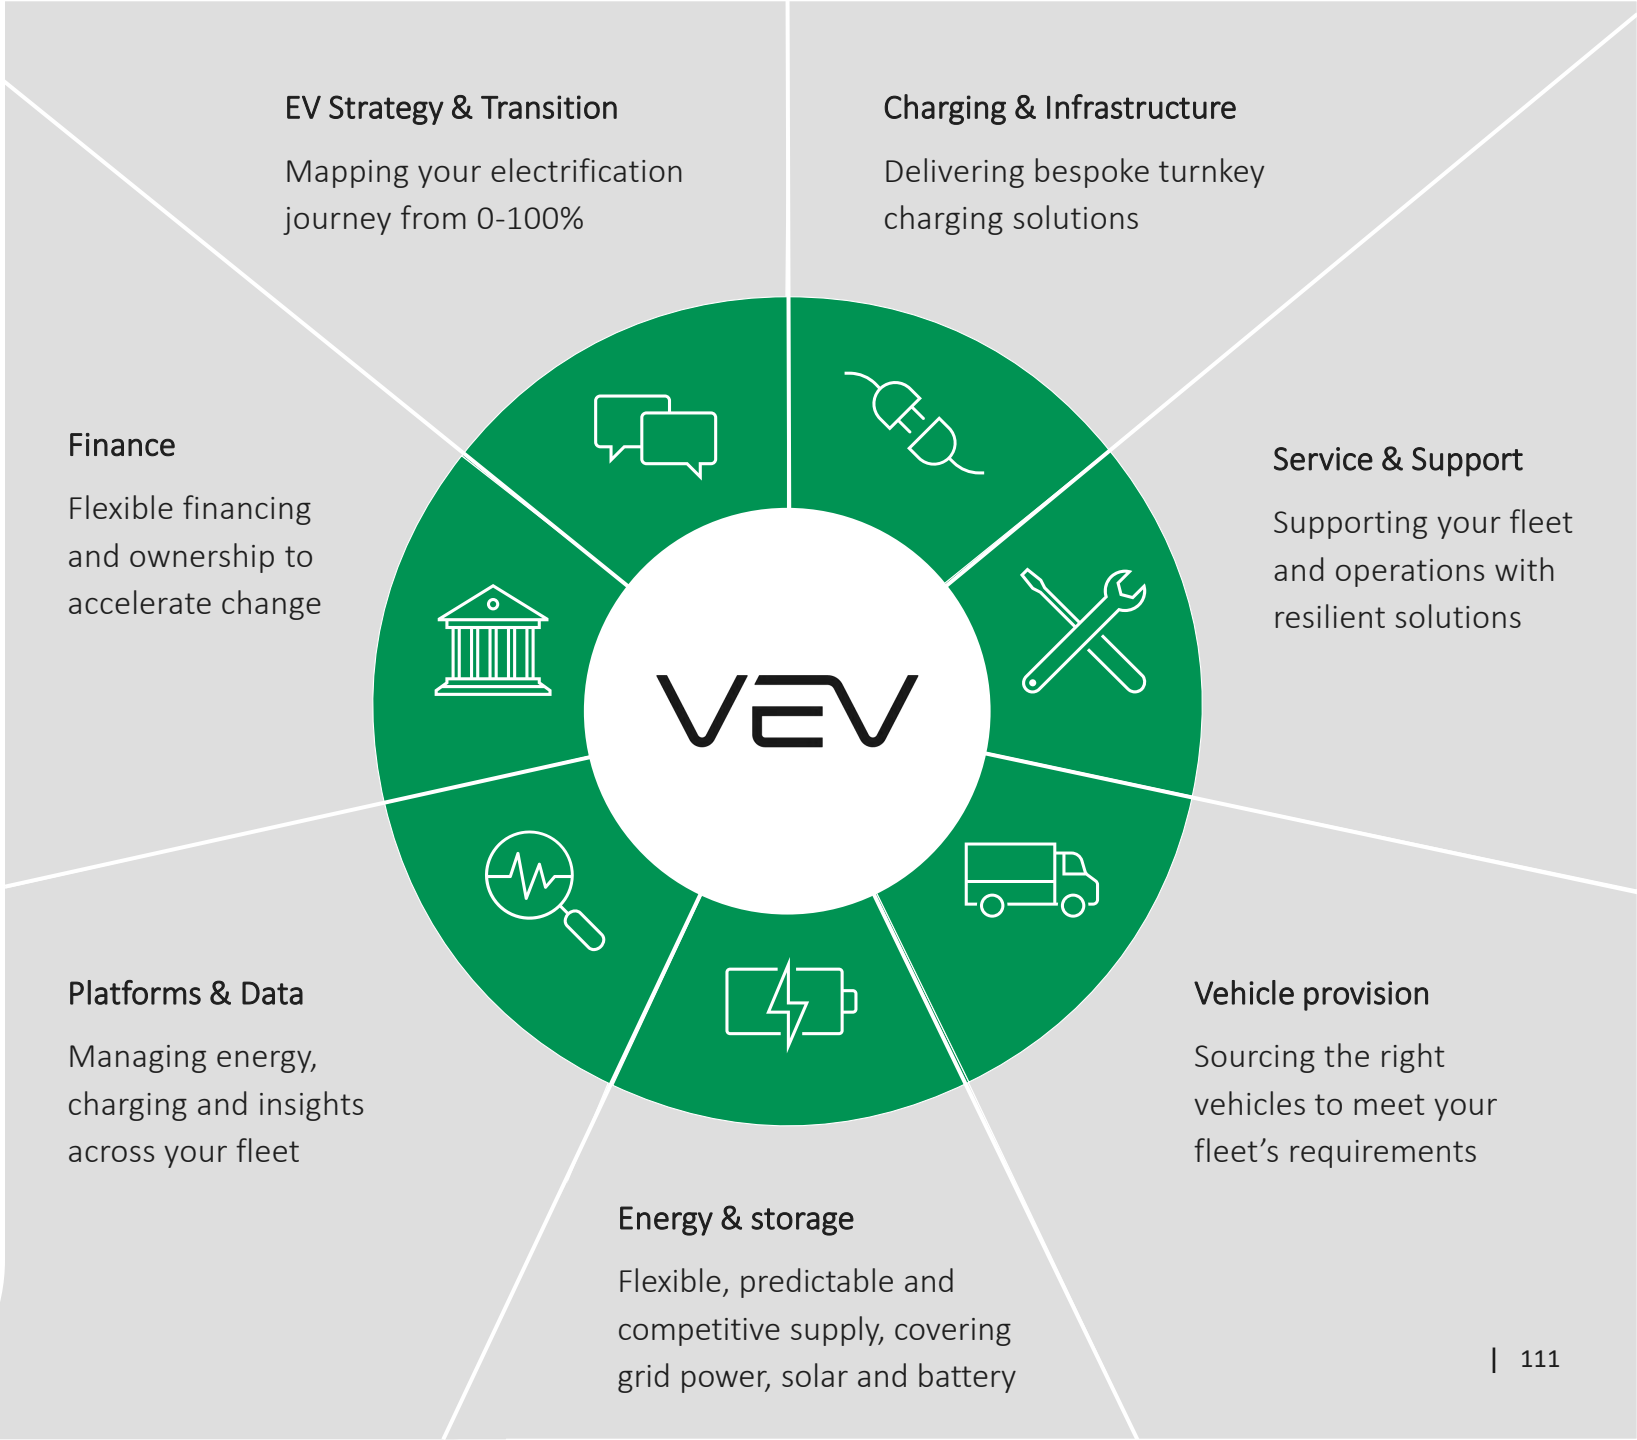 EV Strategy & Transition
Mapping your electrification
journey from 0-100%
Charging & Infrastructure
Delivering bespoke turnkey
charging solutions
Finance
Flexible financing
and ownership to
accelerate change
Service & Support
Supporting your fleet
and operations with
resilient solutions
VEV
Platforms & Data
Managing energy,
charging and insights
across your fleet
Vehicle provision
Sourcing the right
vehicles to meet your
fleet’s requirements
Energy & storage
Flexible, predictable and
competitive supply, covering
grid power, solar and battery
| 111